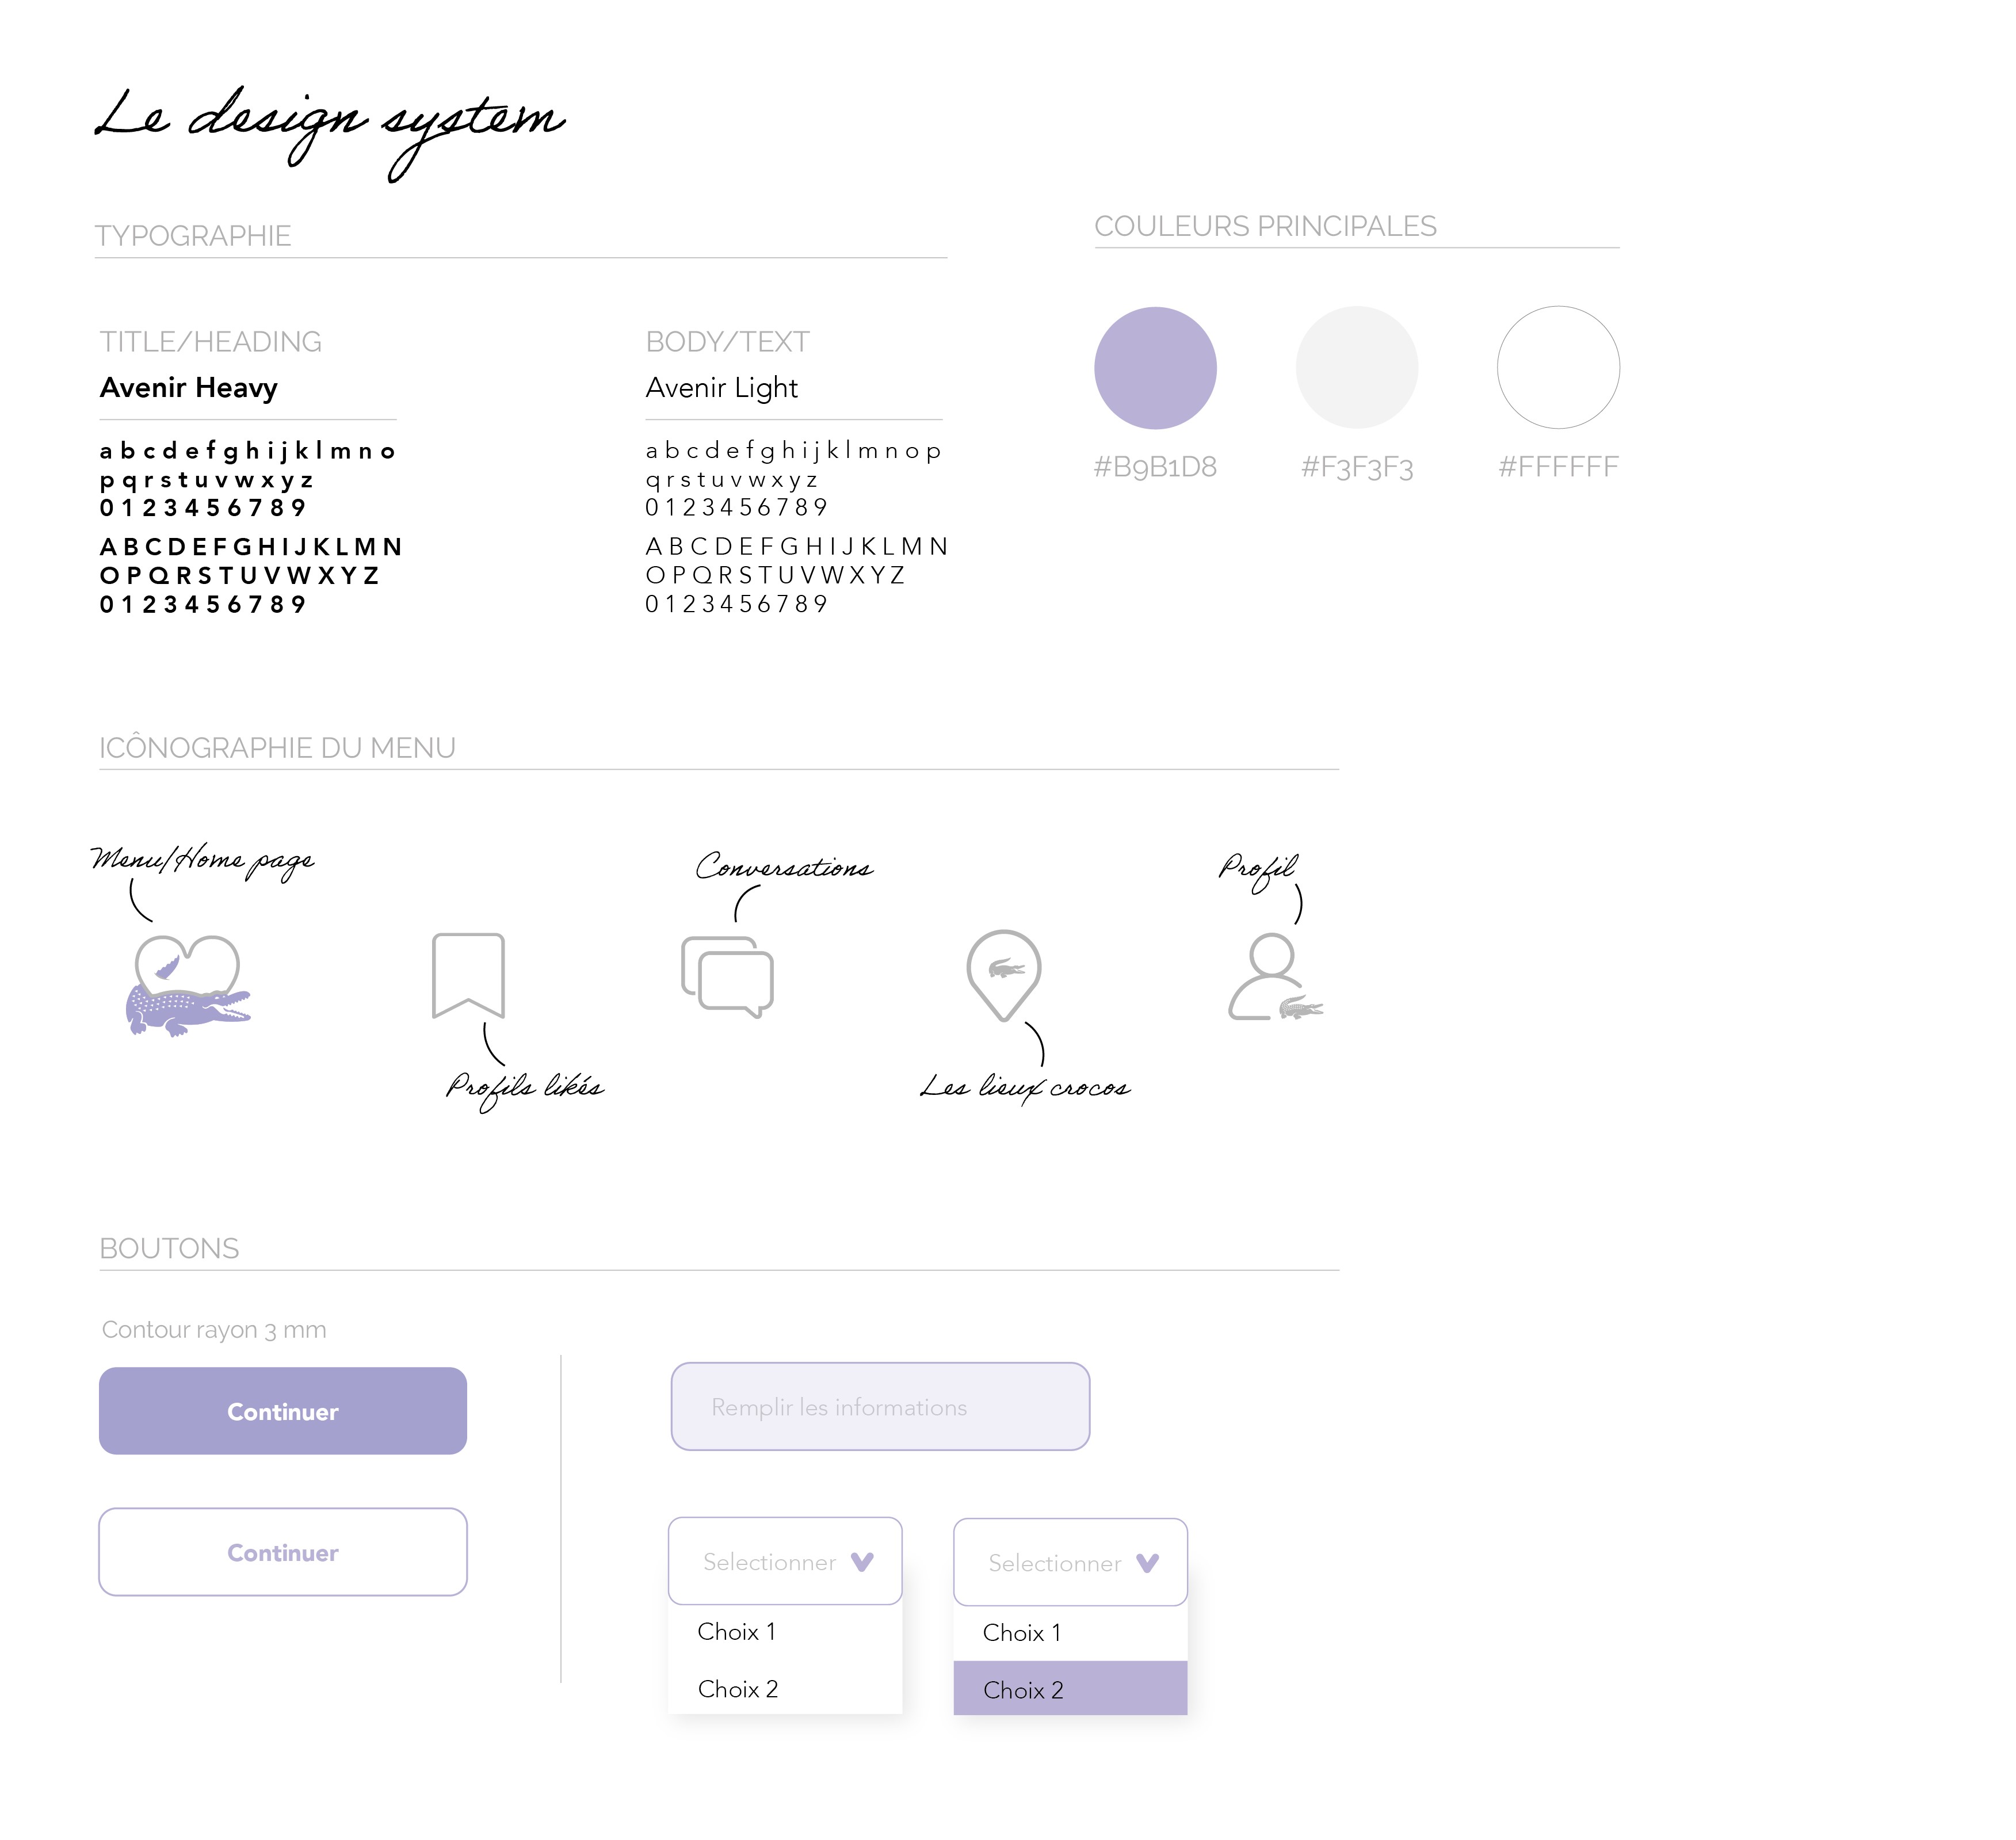 Le design system
TYPOGRAPHIE
TITLE/HEADING
Avenir Heavy
a b c d e f g h i j k l m n o
p q r s t u v w x y z
0 1 2 3 4 5 6 7 8 9
A B C D E F G H I J K L M N
O P Q R S T U V W X Y Z
0 1 2 3 4 5 6 7 8 9
BODY/TEXT
Avenir Light
a b c d e f g h i j k l m n o p
q r s t u v w x y z
0 1 2 3 4 5 6 7 8 9
A B C D E F G H I J K L M N
O P Q R S T U V W X Y Z
0 1 2 3 4 5 6 7 8 9
COULEURS PRINCIPALES
#B9B1D8
#F3F3F3
#FFFFFF
ICÔNOGRAPHIE DU MENU
Menu/Home page
Conversations
Profil
Profils likés
Les lieux crocos
BOUTONS
Contour rayon 3 mm
Continuer
Continuer
Remplir les informations
Selectionner
Choix 1
Choix 2
Selectionner
Choix 1
Choix 2